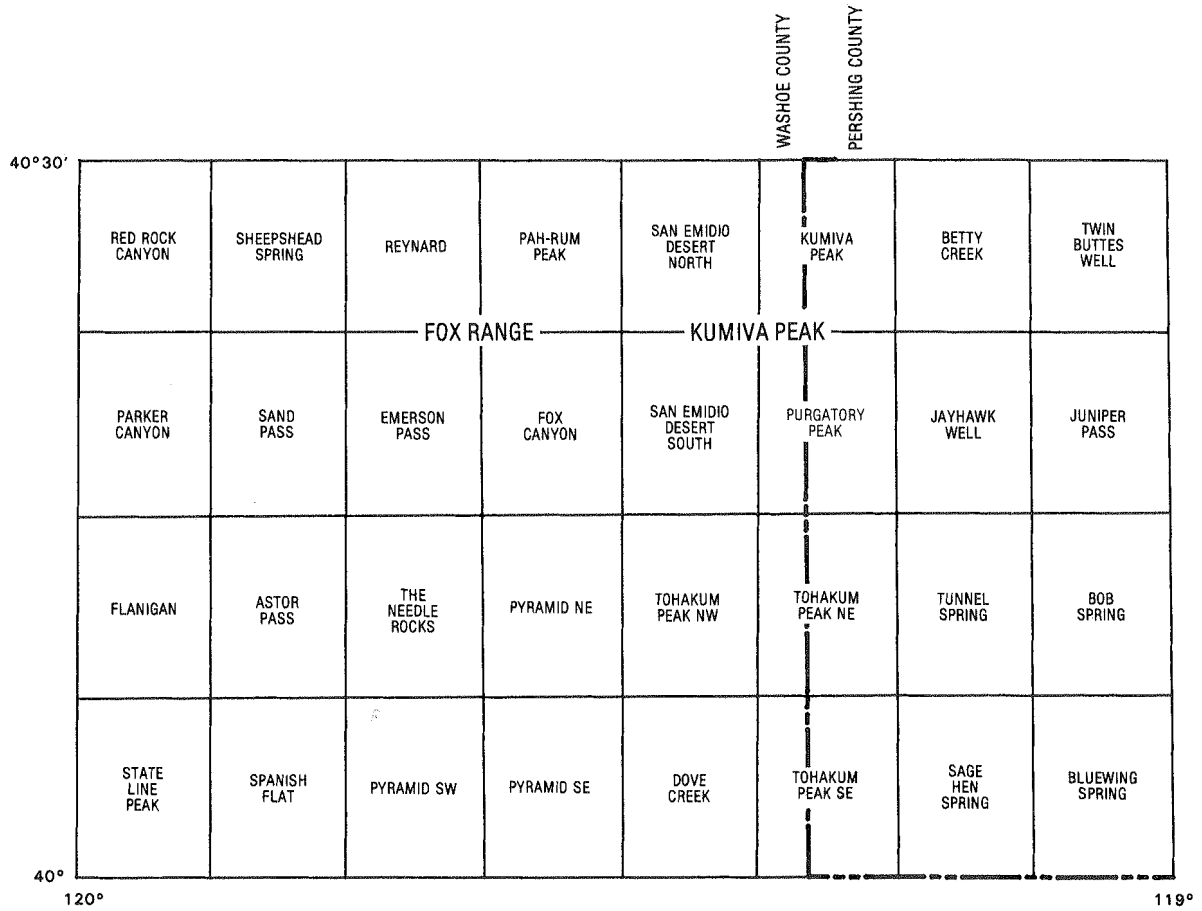 WASHOE COUNTY
PERSHING COUNTY
40°30'
RED ROCK
CANYON
SHEEPSHEAD
SPRING
REYNARD
PAH-RUM
PEAK
SAN EMIDIO
DESERT
NORTH
KUMIVA
PEAK
BETTY
CREEK
TWIN
BUTTES
WELL
FOX RANGE
KUMIVA PEAK
PARKER
CANYON
SAND
PASS
EMERSON
PASS
FOX
CANYON
SAN EMIDIO
DESERT
SOUTH
PURGATORY
PEAK
JAYHAWK
WELL
JUNIPER
PASS
FLANIGAN
ASTOR
PASS
THE
NEEDLE
ROCKS
PYRAMID NE
TOHAKUM
PEAK NW
TOHAKUM
PEAK NE
TUNNEL
SPRING
BOB
SPRING
STATE
LINE
PEAK
SPANISH
FLAT
PYRAMID SW
PYRAMID SE
DOVE
CREEK
TOHAKUM
PEAK SE
SAGE
HEN
SPRING
BLUEWING
SPRING
40°
120°
119°